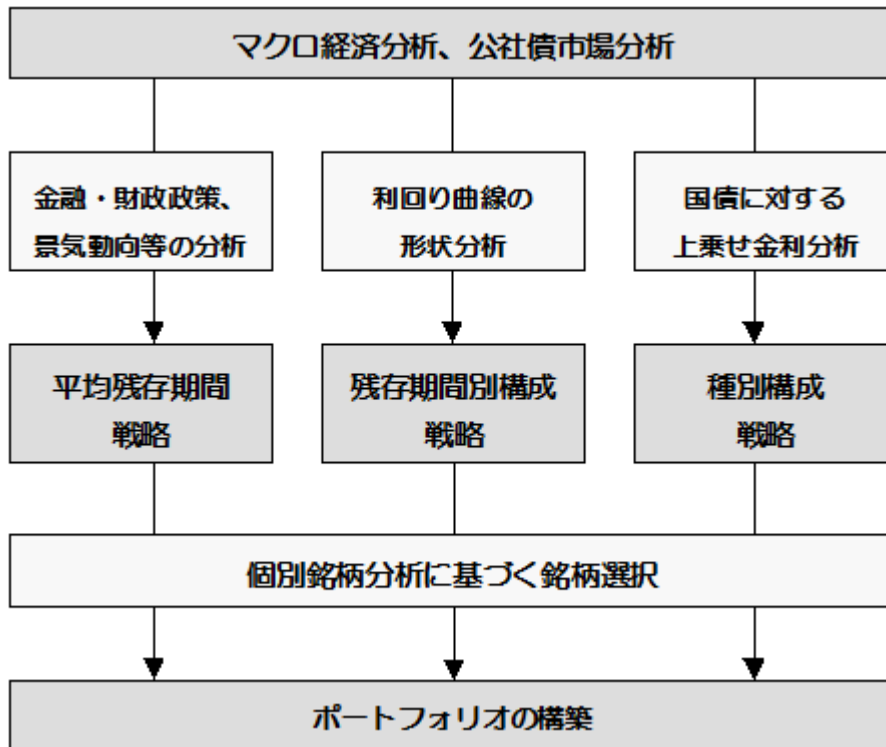 マクロ経済分析、公社債市場分析
金融・財政政策、
景気動向等の分析
利回り曲線の
形状分析
国債に対する
上乗せ金利分析
平均残存期間
戦略
残存期間別構成
戦略
種別構成
戦略
個別銘柄分析に基づく銘柄選択
ポートフォリオの構築